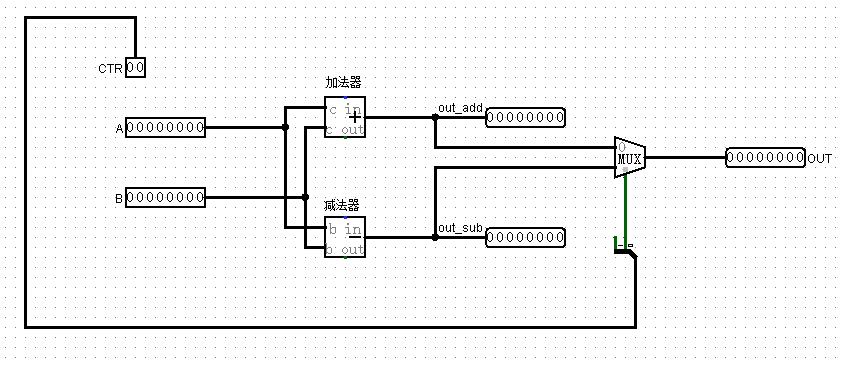 CTR 00
加法器
c in
+
c out
out_add 00000000
A 00000000
0
MUX
00000000 OUT
B 00000000
减法器
b in
b out
out_sub 00000000